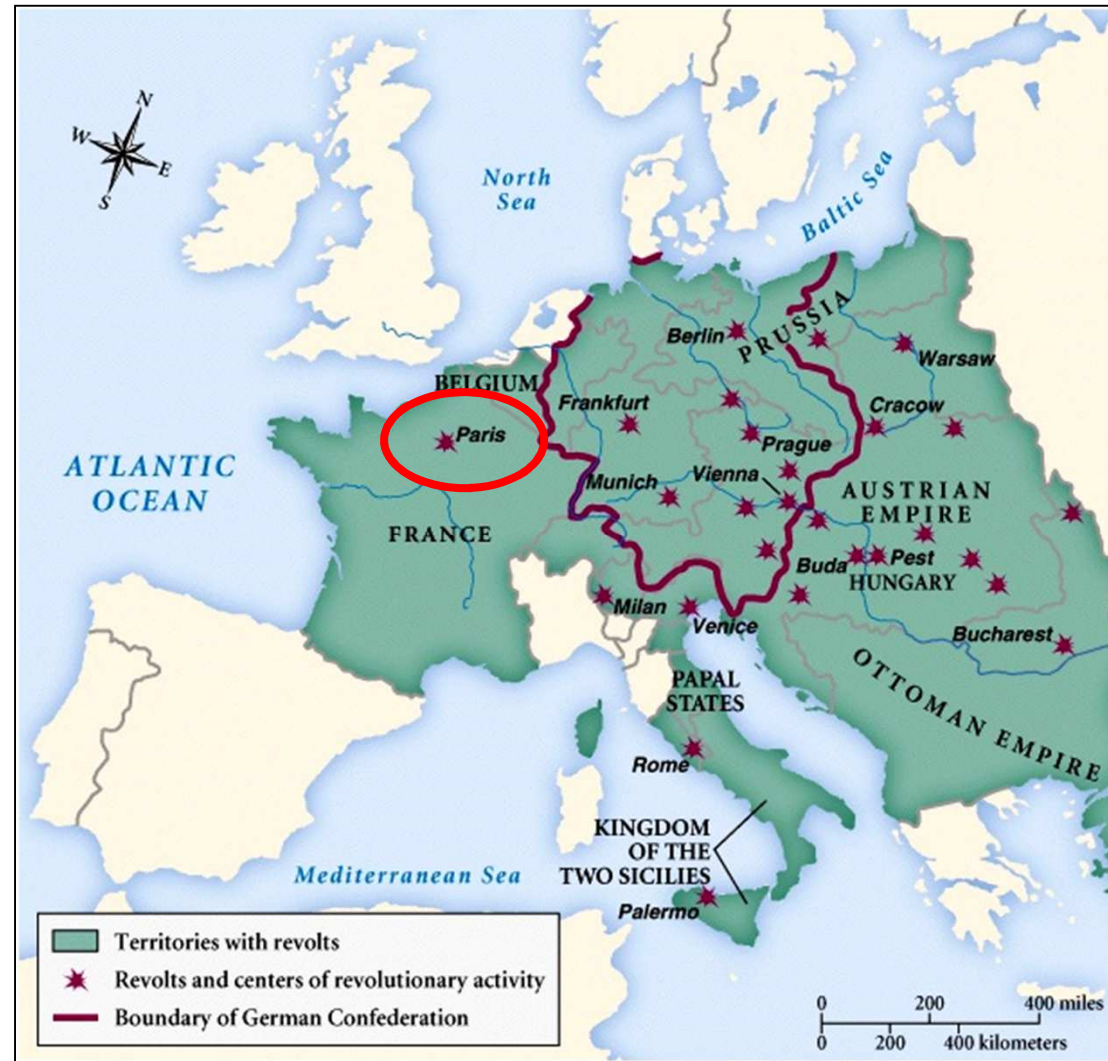 N
W
E
S
North
Sea
Baltic Sea
ATLANTIC
OCEAN
BELGIUM
Paris
FRANCE
Frankfurt
Munich
Berlin
PRUSSIA
Warsaw
Prague
Cracow
Vienna
AUSTRIAN
EMPIRE
Buda
Pest
HUNGARY
Milan
Venice
Bucharest
OTTOMAN EMPIRE
PAPAL
STATES
Rome
KINGDOM
OF THE
TWO SICILIES
Palermo
Mediterranean Sea
Territories with revolts
Revolts and centers of revolutionary activity
Boundary of German Confederation
0 200 400 miles
0 200 400 kilometers